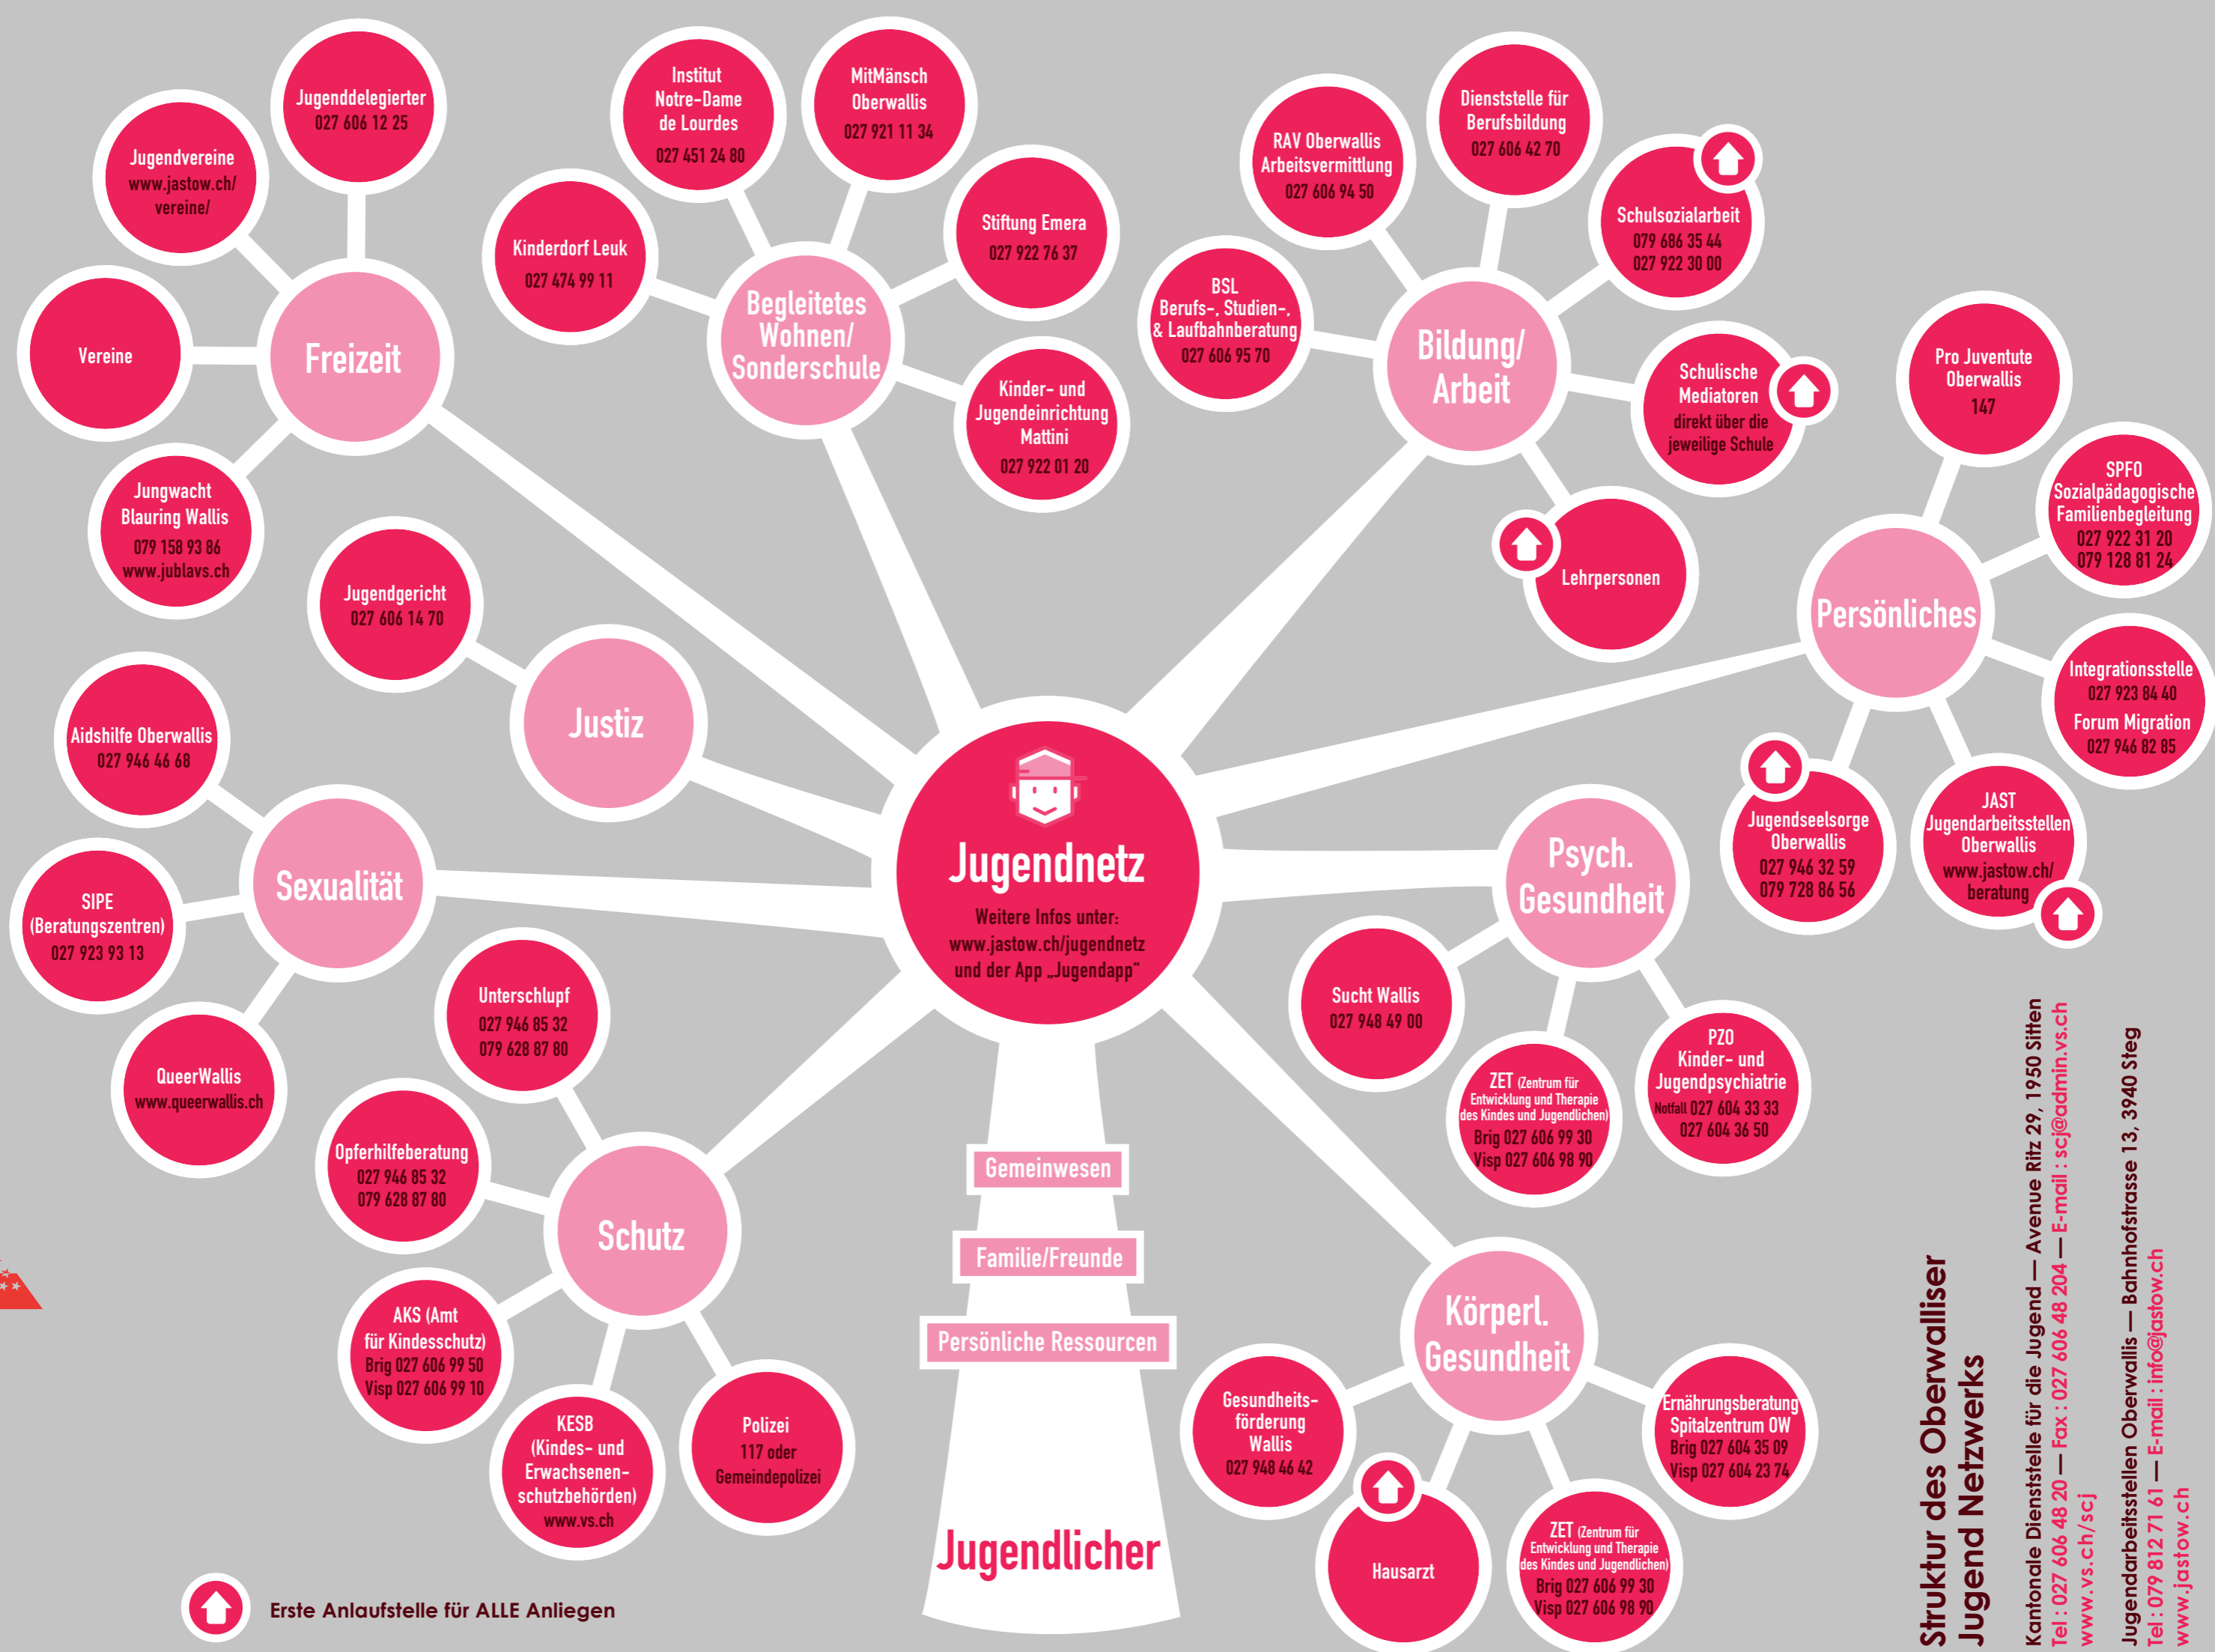 Freizeit
Jugenddelegierter
027 606 12 25
Jugendvereine
www.jastow.ch/
vereine/
Vereine
Jungwacht
Blauring Wallis
079 158 93 86
www.jublavs.ch
Begleitetes
Wohnen/
Sonderschule
Kinderdorf Leuk
027 474 99 11
Institut
Notre-Dame
de Lourdes
027 451 24 80
MitMänsch
Oberwallis
027 921 11 34
Stiftung Emera
027 922 76 37
Kinder- und
Jugendeinrichtung
Mattini
027 922 01 20
Bildung/
Arbeit
BSL
Berufs-, Studien-,
& Laufbahnberatung
027 606 95 70
RAV Oberwallis
Arbeitsvermittlung
027 606 94 50
Dienststelle für
Berufsbildung
027 606 42 70
Schulsozialarbeit
079 686 35 44
027 922 30 00
Schulische
Mediatoren
direkt über die
jeweilige Schule
Lehrpersonen
Persönliches
Pro Juventute
Oberwallis
147
SPFO
Sozialpädagogische
Familienbegleitung
027 922 31 20
079 128 81 24
Integrationsstelle
027 923 84 40
Forum Migration
027 946 82 85
JAST
Jugendarbeitsstellen
Oberwallis
www.jastow.ch/
beratung
Jugendseelsorge
Oberwallis
027 946 32 59
079 728 86 56
Justiz
Jugendgericht
027 606 14 70
Sexualität
Aidshilfe Oberwallis
027 946 46 68
SIPE
(Beratungszentren)
027 923 93 13
QueerWallis
www.queerwallis.ch
Jugendnetz
Weitere Infos unter:
www.jastow.ch/jugendnetz
und der App „Jugendapp“
Psych.
Gesundheit
Sucht Wallis
027 948 49 00
ZET (Zentrum für
Entwicklung und Therapie
des Kindes und Jugendlichen)
Brig 027 606 99 30
Visp 027 606 98 90
PZO
Kinder- und
Jugendpsychiatrie
Notfall 027 604 33 33
027 604 36 50
Schutz
Unterschlupf
027 946 85 32
079 628 87 80
Opferhilfeberatung
027 946 85 32
079 628 87 80
AKS (Amt
für Kindesschutz)
Brig 027 606 99 50
Visp 027 606 99 10
KESB
(Kindes- und
Erwachsenen-
schutzbehörden)
www.vs.ch
Polizei
117 oder
Gemeindepolizei
Gemeinwesen
Familie/Freunde
Persönliche Ressourcen
Jugendlicher
Körperl.
Gesundheit
Gesundheits-
förderung
Wallis
027 948 46 42
Hausarzt
ZET (Zentrum für
Entwicklung und Therapie
des Kindes und Jugendlichen)
Brig 027 606 99 30
Visp 027 606 98 90
Ernährungsberatung
Spitalzentrum OW
Brig 027 604 35 09
Visp 027 604 23 74
Erste Anlaufstelle für ALLE Anliegen
Struktur des Oberwalliser
Jugend Netzwerks
Kantonale Dienststelle für die Jugend — Avenue Ritz 29, 1950 Sitten
Tel : 027 606 48 20 — Fax : 027 606 48 204 — E-mail : scj@admin.vs.ch
www.vs.ch/scj
Jugendarbeitsstellen Oberwallis — Bahnhofstrasse 13, 3940 Steg
Tel : 079 812 71 61 — E-mail : info@jastow.ch
www.jastow.ch